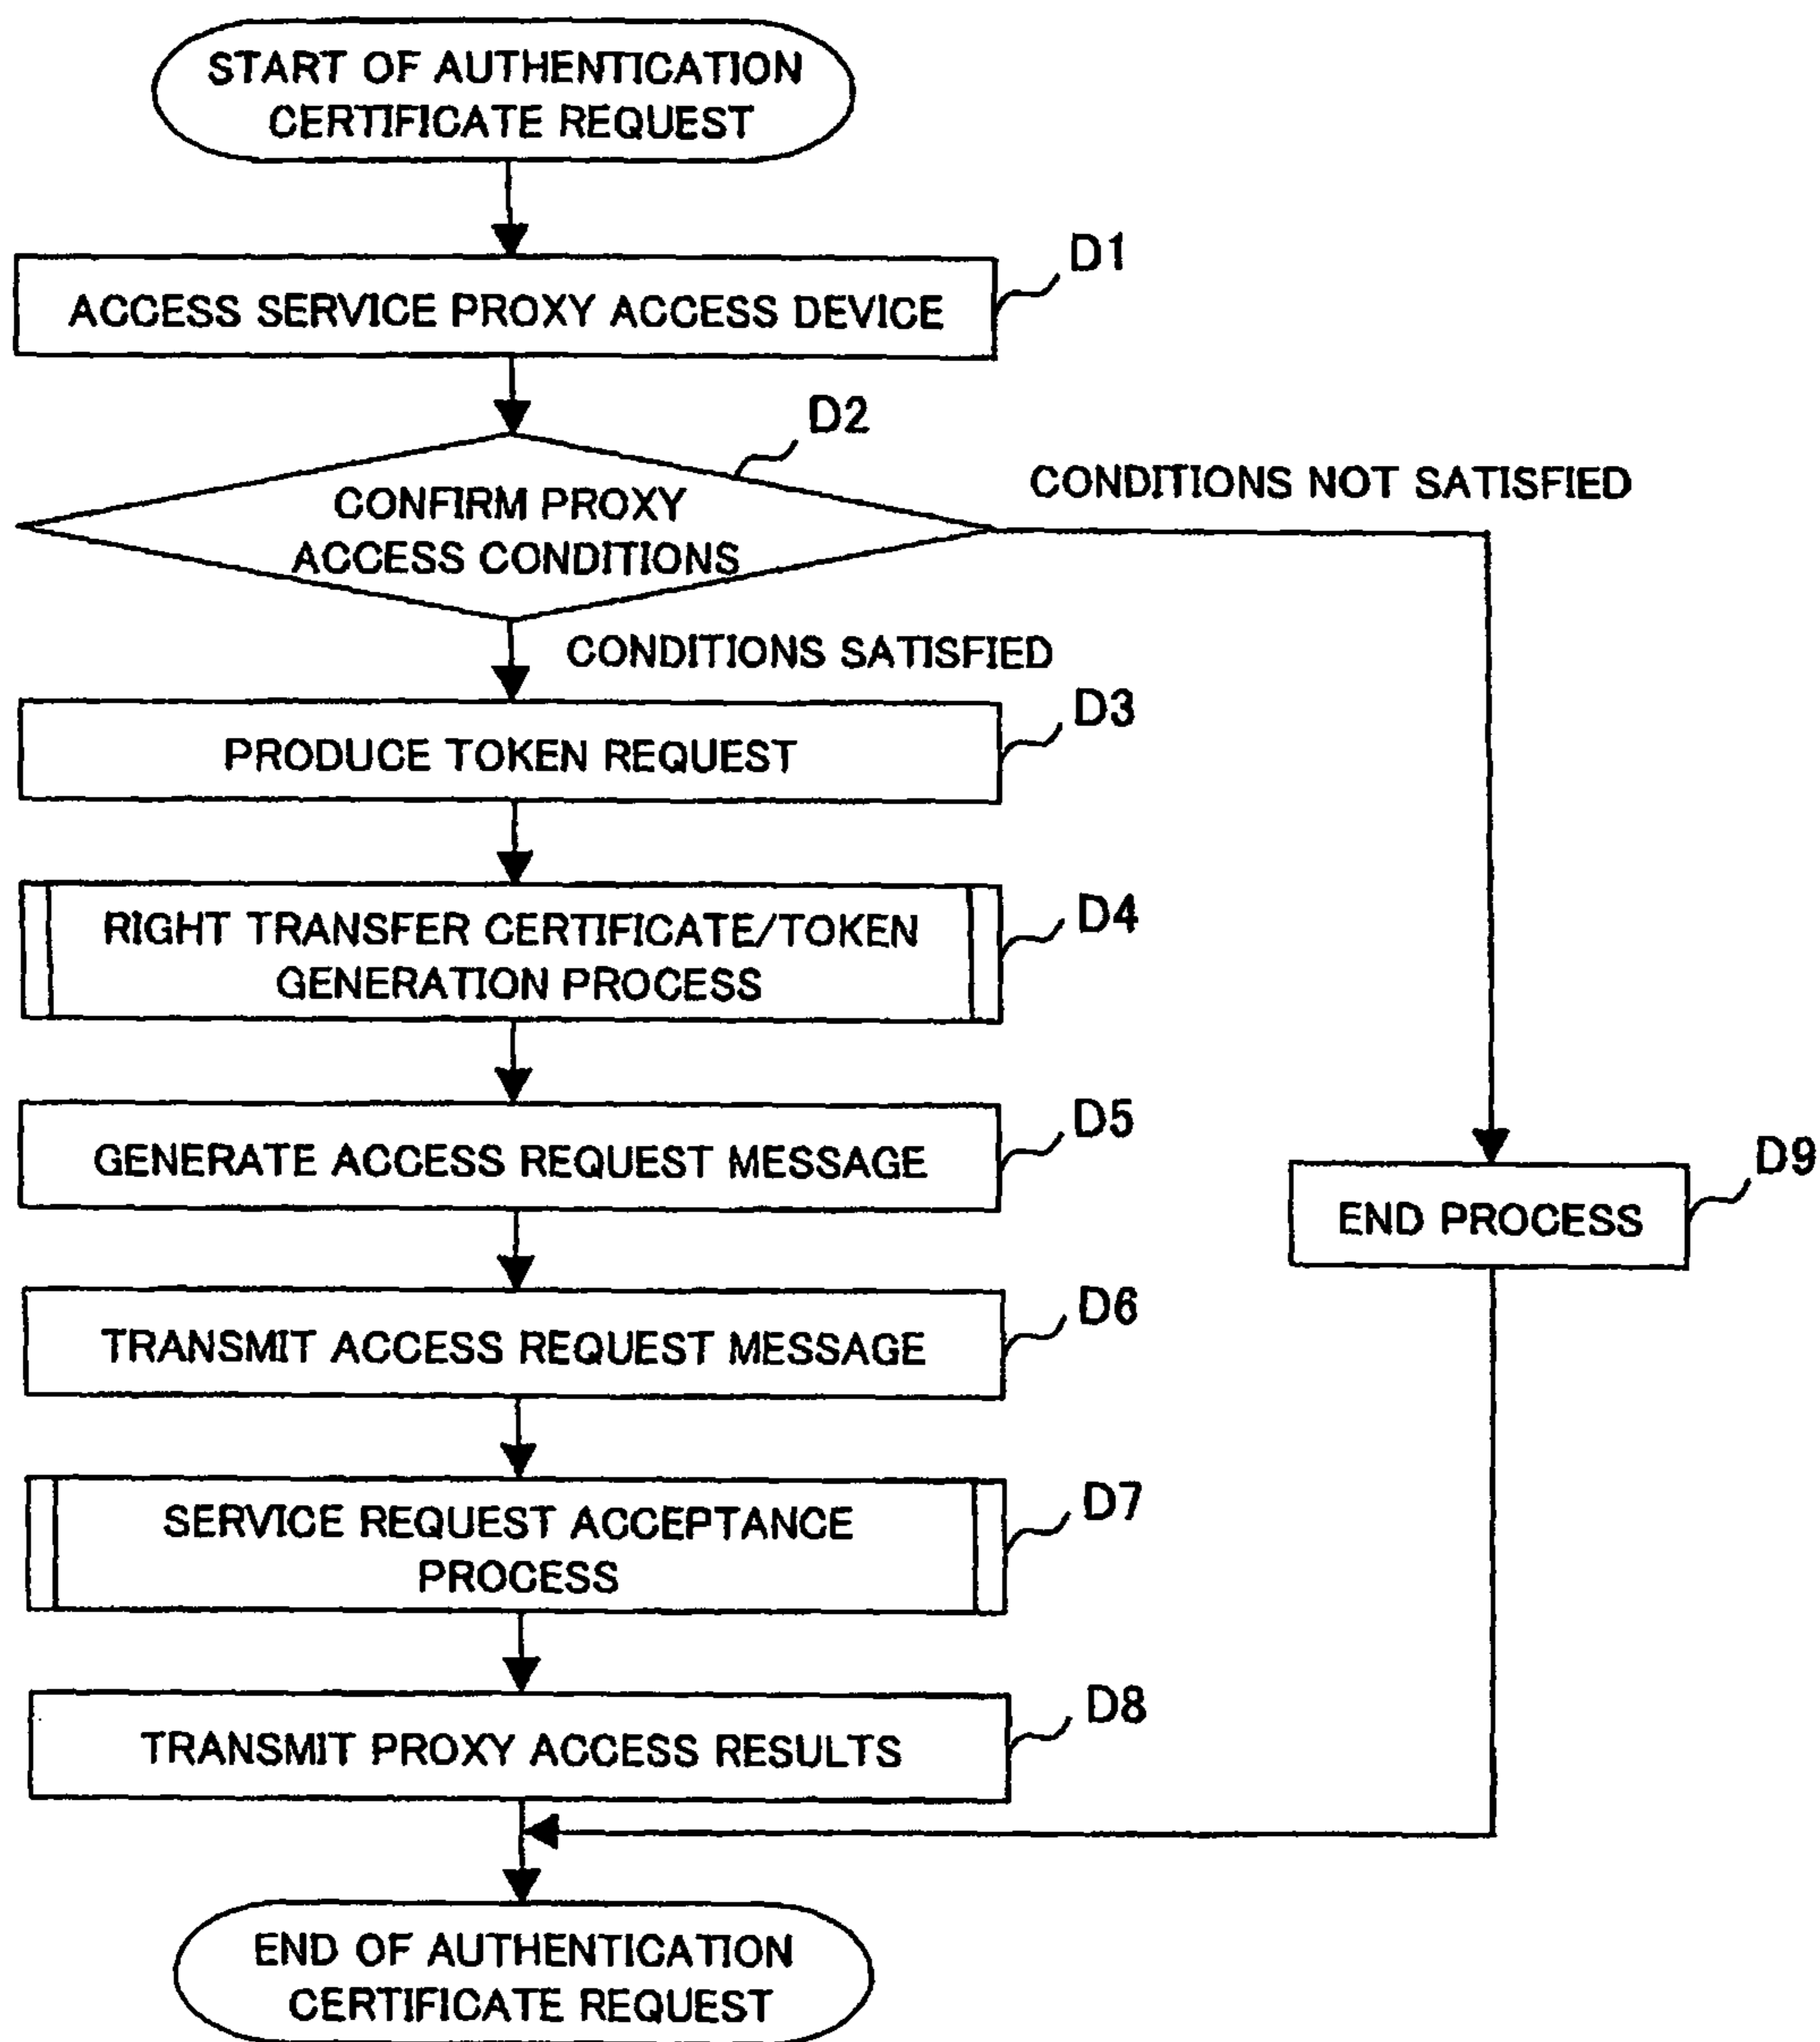 START OF AUTHENTICATION
CERTIFICATE REQUEST
D1
ACCESS SERVICE PROXY ACCESS DEVICE
D2
CONDITIONS NOT SATISFIED
CONFIRM PROXY
ACCESS CONDITIONS
CONDITIONS SATISFIED
D3
PRODUCE TOKEN REQUEST
D4
RIGHT TRANSFER CERTIFICATE/TOKEN
GENERATION PROCESS
D5
GENERATE ACCESS REQUEST MESSAGE
D9
END PROCESS
D6
TRANSMIT ACCESS REQUEST MESSAGE
D7
SERVICE REQUEST ACCEPTANCE
PROCESS
D8
TRANSMIT PROXY ACCESS RESULTS
END OF AUTHENTICATION
CERTIFICATE REQUEST